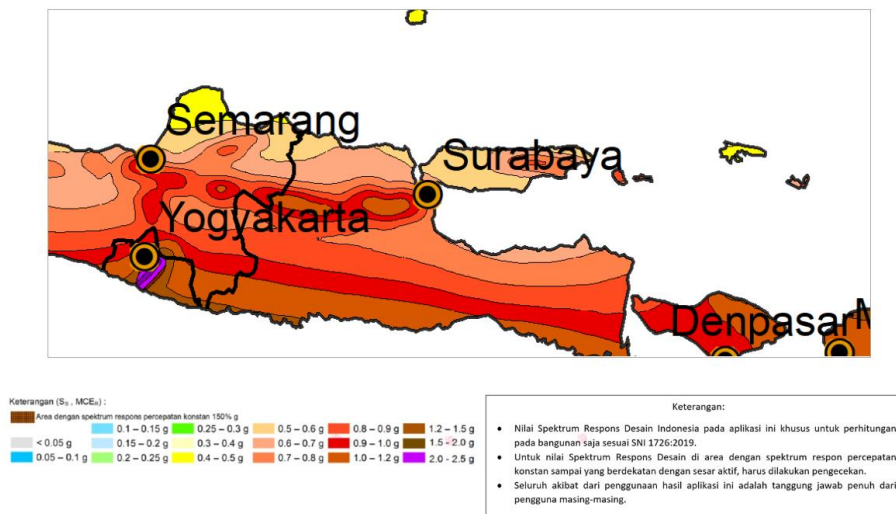 Semarang
Surabaya
Yogyakarta
Denpasar
M
Keterangan (SS , MCER) :
Area dengan spektrum respons percepatan konstan 150% g
0.1 – 0.15 g 0.25 – 0.3 g 0.5 – 0.6 g 0.8 – 0.9 g 1.2 – 1.5 g
< 0.05 g 0.15 – 0.2 g 0.3 – 0.4 g 0.6 – 0.7 g 0.9 – 1.0 g 1.5 – 2.0 g
0.05 – 0.1 g 0.2 – 0.25 g 0.4 – 0.5 g 0.7 – 0.8 g 1.0 – 1.2 g 2.0 - 2.5 g
Keterangan:
• Nilai Spektrum Respons Desain Indonesia pada aplikasi ini khusus untuk perhitungan
pada bangunan saja sesuai SNI 1726:2019.
• Untuk nilai Spektrum Respons Desain di area dengan spektrum respon percepatan
konstan sampai yang berdekatan dengan sesar aktif, harus dilakukan pengecekan.
• Seluruh akibat dari penggunaan hasil aplikasi ini adalah tanggung jawab penuh dari
pengguna masing-masing.